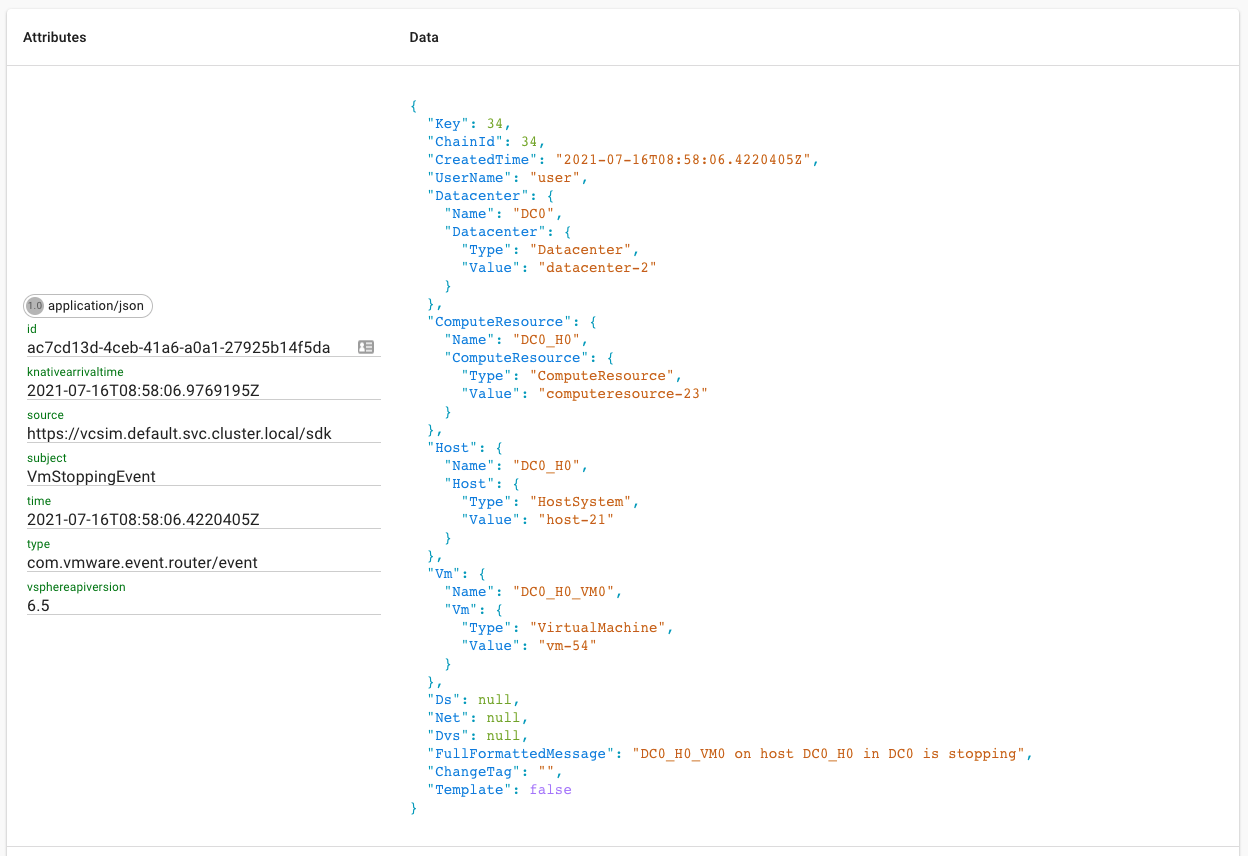 Attributes
Data
1.0 application/json
id
ac7cd13d-4ceb-41a6-a0a1-27925b14f5da
knativearrivaltime
2021-07-16T08:58:06.9769195Z
source
https://vcsim.default.svc.cluster.local/sdk
subject
VmStoppingEvent
time
2021-07-16T08:58:06.4220405Z
type
com.vmware.event.router/event
vsphereapiversion
6.5
{
  "Key": 34,
  "ChainId": 34,
  "CreatedTime": "2021-07-16T08:58:06.4220405Z",
  "UserName": "user",
  "Datacenter": {
    "Name": "DC0",
    "Datacenter": {
      "Type": "Datacenter",
      "Value": "datacenter-2"
    }
  },
  "ComputeResource": {
    "Name": "DC0_H0",
    "ComputeResource": {
      "Type": "ComputeResource",
      "Value": "computeresource-23"
    }
  },
  "Host": {
    "Name": "DC0_H0",
    "Host": {
      "Type": "HostSystem",
      "Value": "host-21"
    }
  },
  "Vm": {
    "Name": "DC0_H0_VM0",
    "Vm": {
      "Type": "VirtualMachine",
      "Value": "vm-54"
    }
  },
  "Ds": null,
  "Net": null,
  "Dvs": null,
  "FullFormattedMessage": "DC0_H0_VM0 on host DC0_H0 in DC0 is stopping",
  "ChangeTag": "",
  "Template": false
}